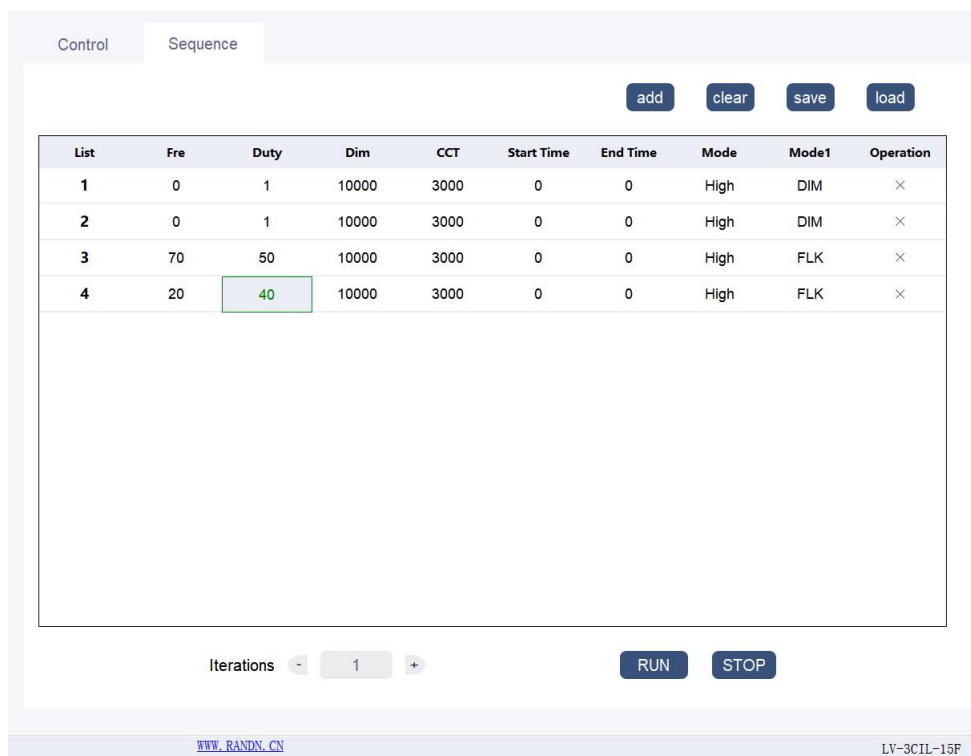 Control Sequence
add clear save load
List Fre Duty Dim CCT Start Time End Time Mode Mode1 Operation
1 0 1 10000 3000 0 0 High DIM ×
2 0 1 10000 3000 0 0 High DIM ×
3 70 50 10000 3000 0 0 High FLK ×
4 20 40 10000 3000 0 0 High FLK ×
Iterations - 1 + RUN STOP
WWW.RANDN.CN LV-3CIL-15F